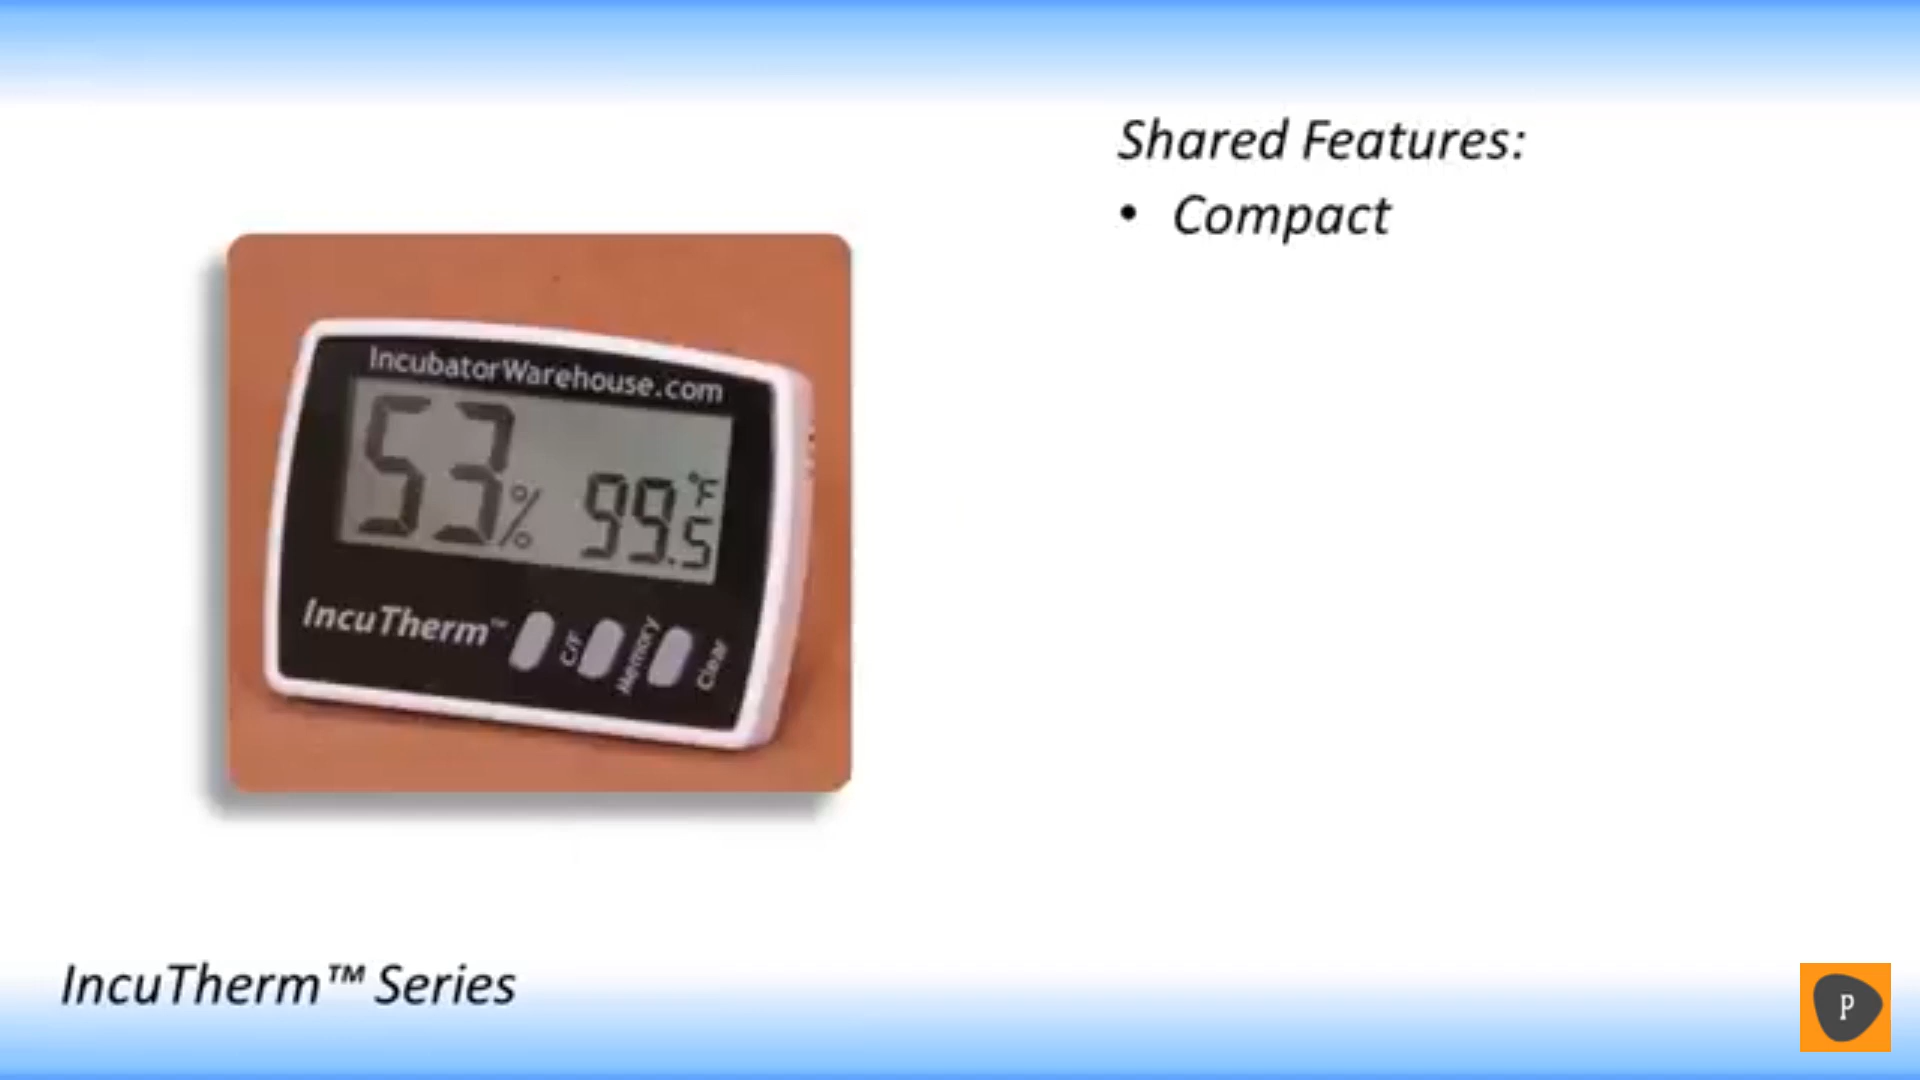 Shared Features:
• Compact
IncubatorWarehouse.com
53% 99.5 °F
IncuTherm™ C/F Memory Clear
IncuTherm™ Series
P